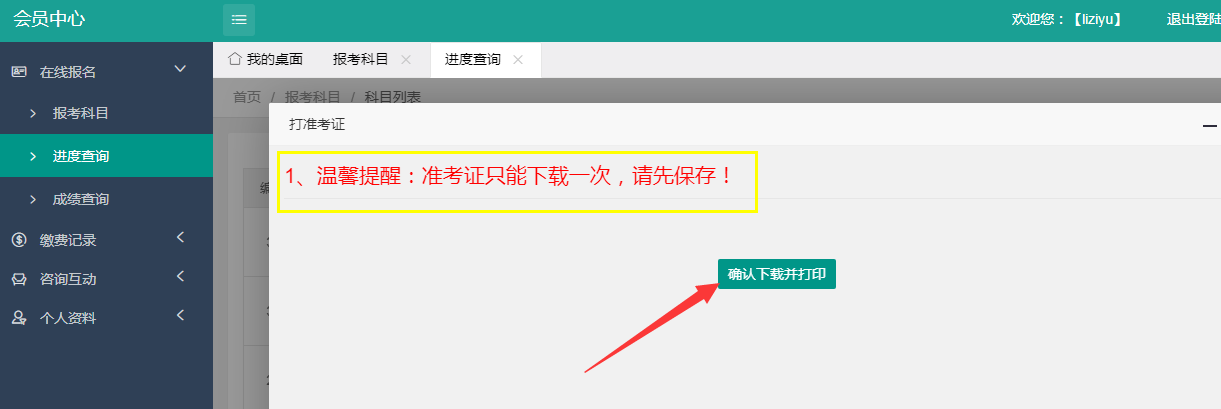 会员中心
欢迎您：【liziyu】
退出登陆
在线报名
报考科目
进度查询
成绩查询
缴费记录
咨询互动
个人资料
我的桌面 报考科目 进度查询
首页 / 报考科目 / 科目列表
打准考证
1、温馨提醒：准考证只能下载一次，请先保存！
确认下载并打印